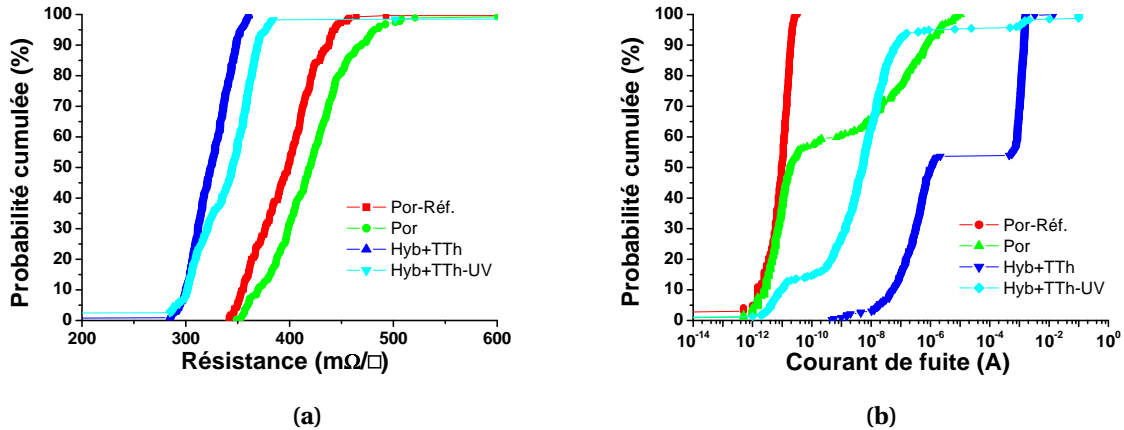 100
90
80
70
60
50
40
30
20
10
0
Probabilité cumulée (%)
Por-Réf.
Por
Hyb+TTh
Hyb+TTh-UV
200 300 400 500 600
Résistance (mΩ/□)
(a)
100
90
80
70
60
50
40
30
20
10
0
Probabilité cumulée (%)
Por-Réf.
Por
Hyb+TTh
Hyb+TTh-UV
10⁻¹⁴ 10⁻¹² 10⁻¹⁰ 10⁻⁸ 10⁻⁶ 10⁻⁴ 10⁻² 10⁰
Courant de fuite (A)
(b)